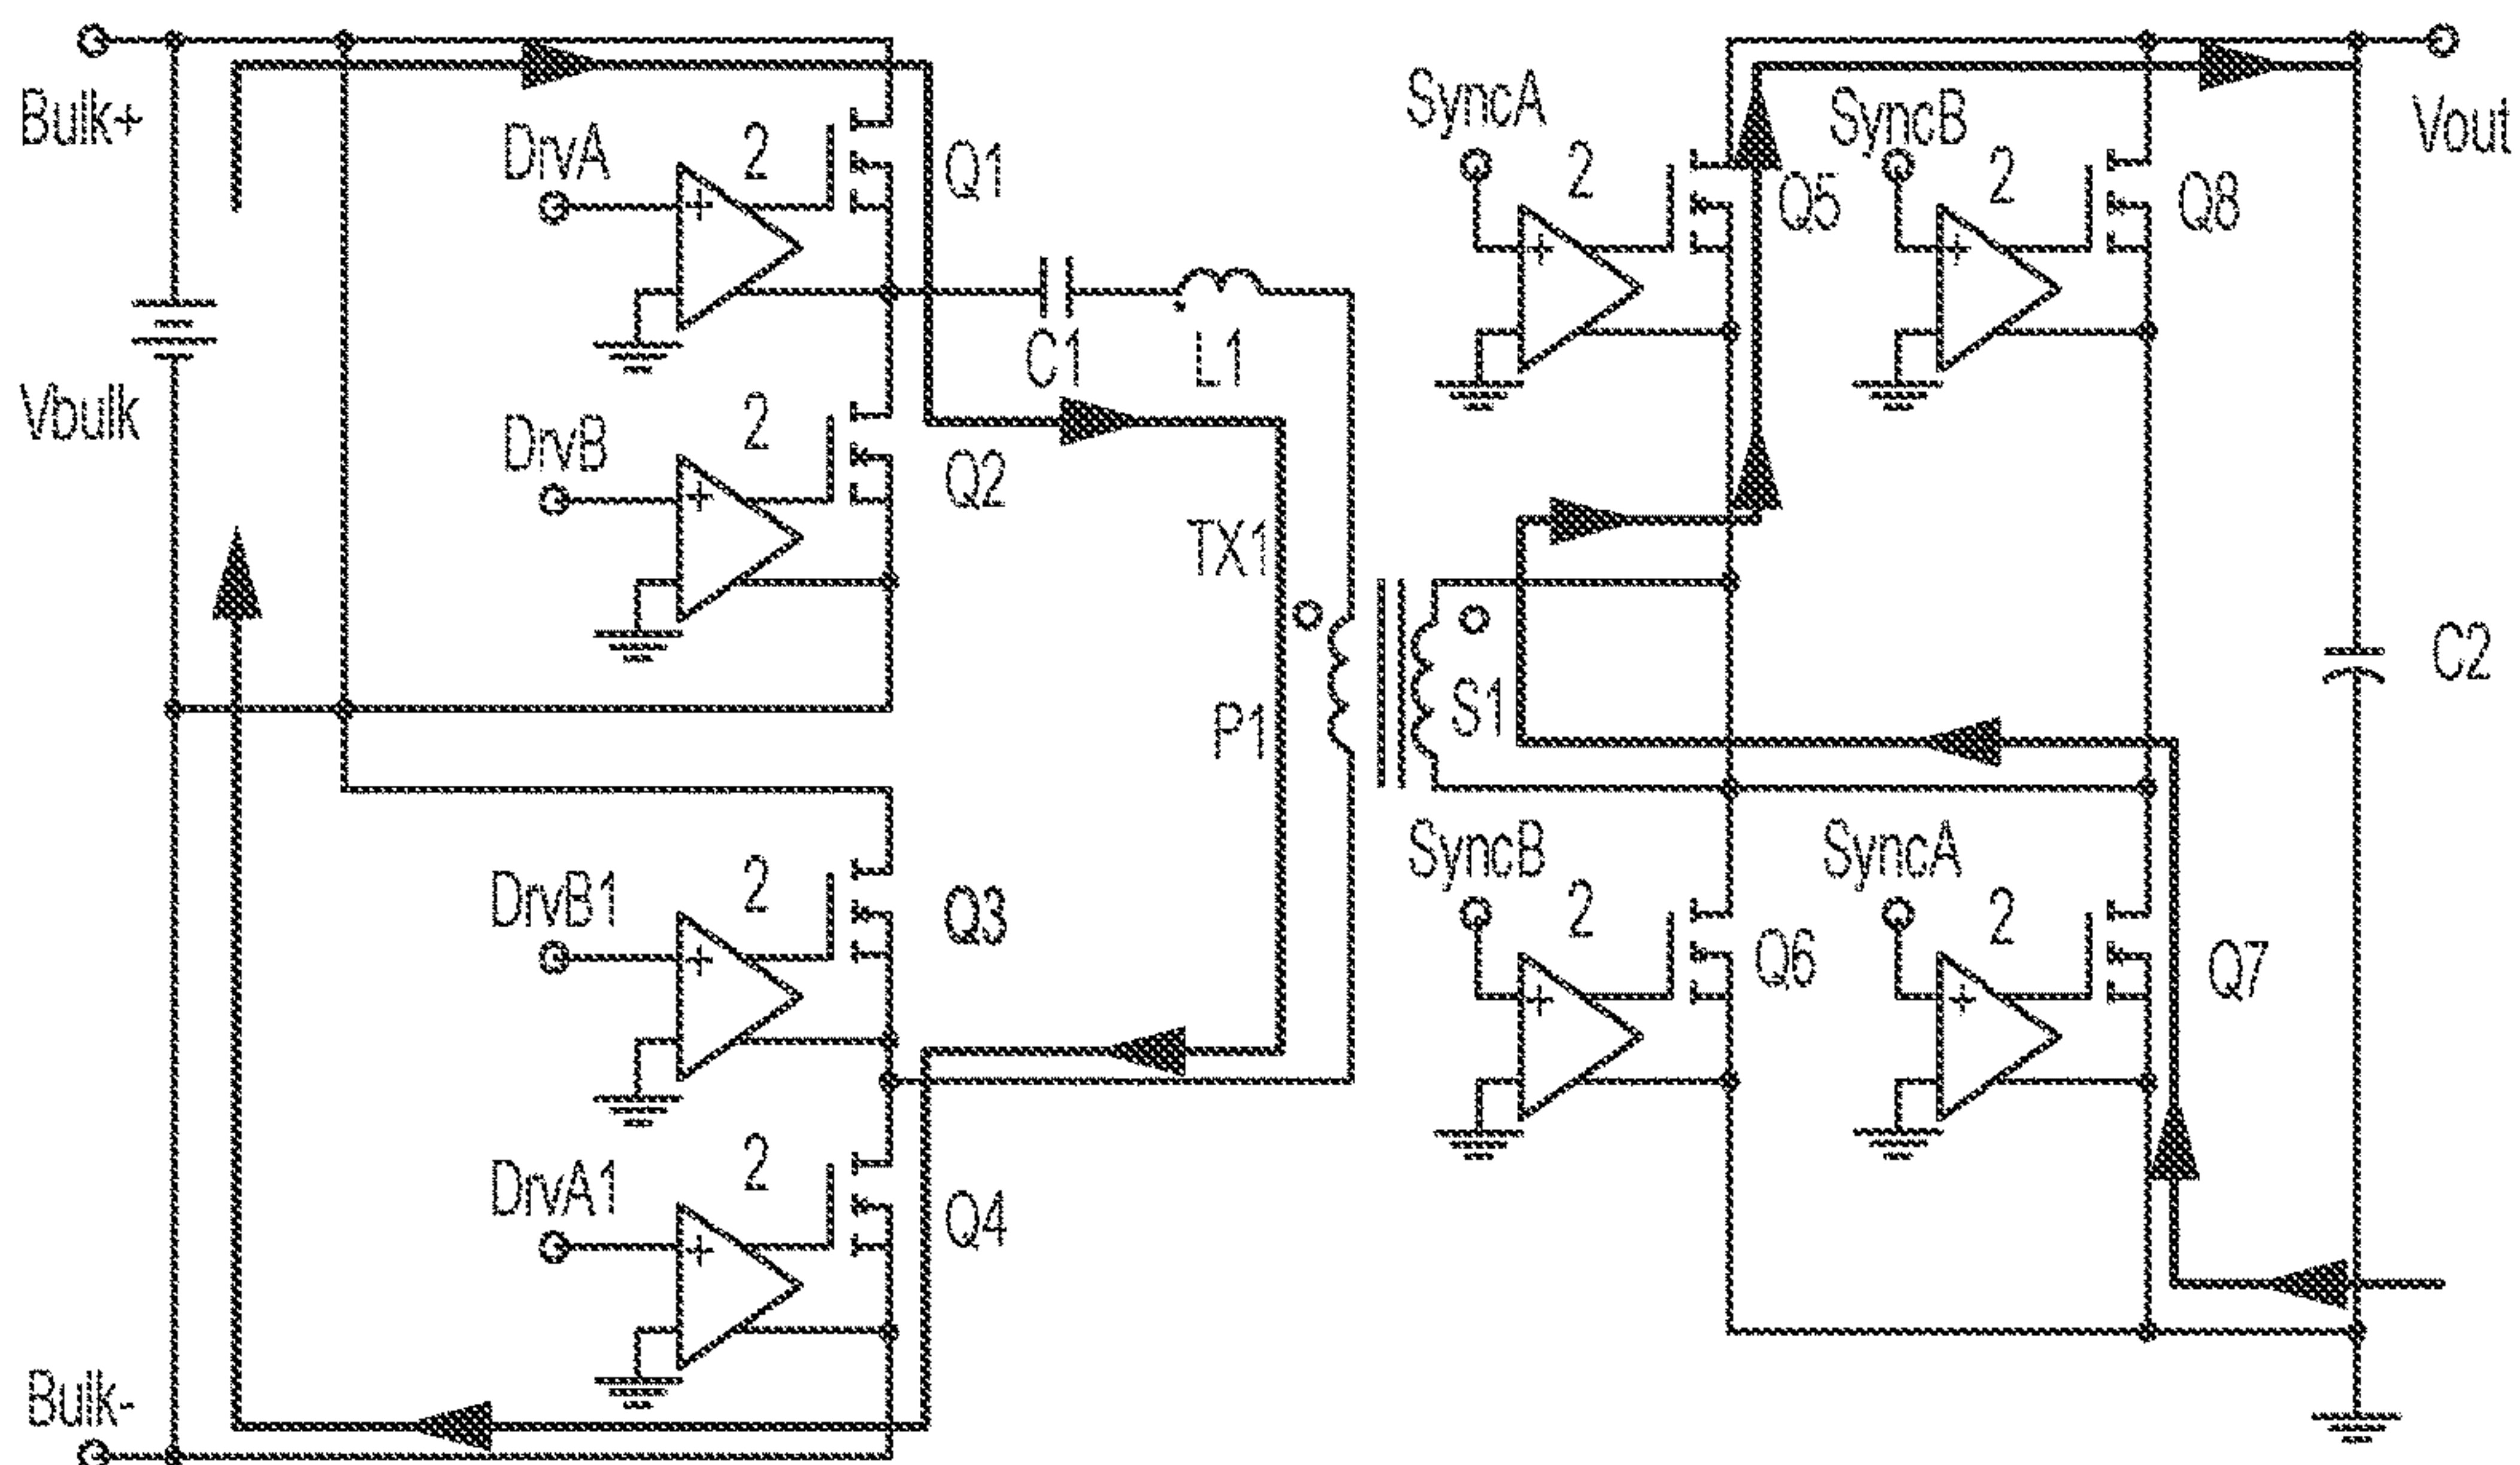 Bulk+
Vbulk
Bulk-
DrvA
2
Q1
DrvB
2
Q2
C1
L1
TX1
P1
S1
DrvB1
2
Q3
DrvA1
2
Q4
SyncA
2
Q5
SyncB
2
Q8
Vout
C2
SyncB
2
Q6
SyncA
2
Q7